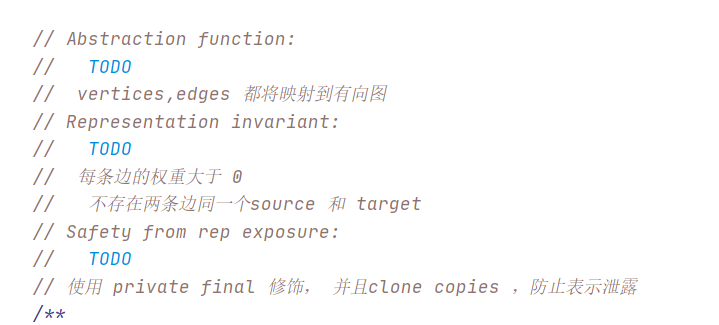 // Abstraction function:
//   TODO
//  vertices,edges 都将映射到有向图
// Representation invariant:
//   TODO
//  每条边的权重大于 0
//   不存在两条边同一个source 和 target
// Safety from rep exposure:
//   TODO
// 使用 private final 修饰， 并且clone copies ，防止表示泄露
/**